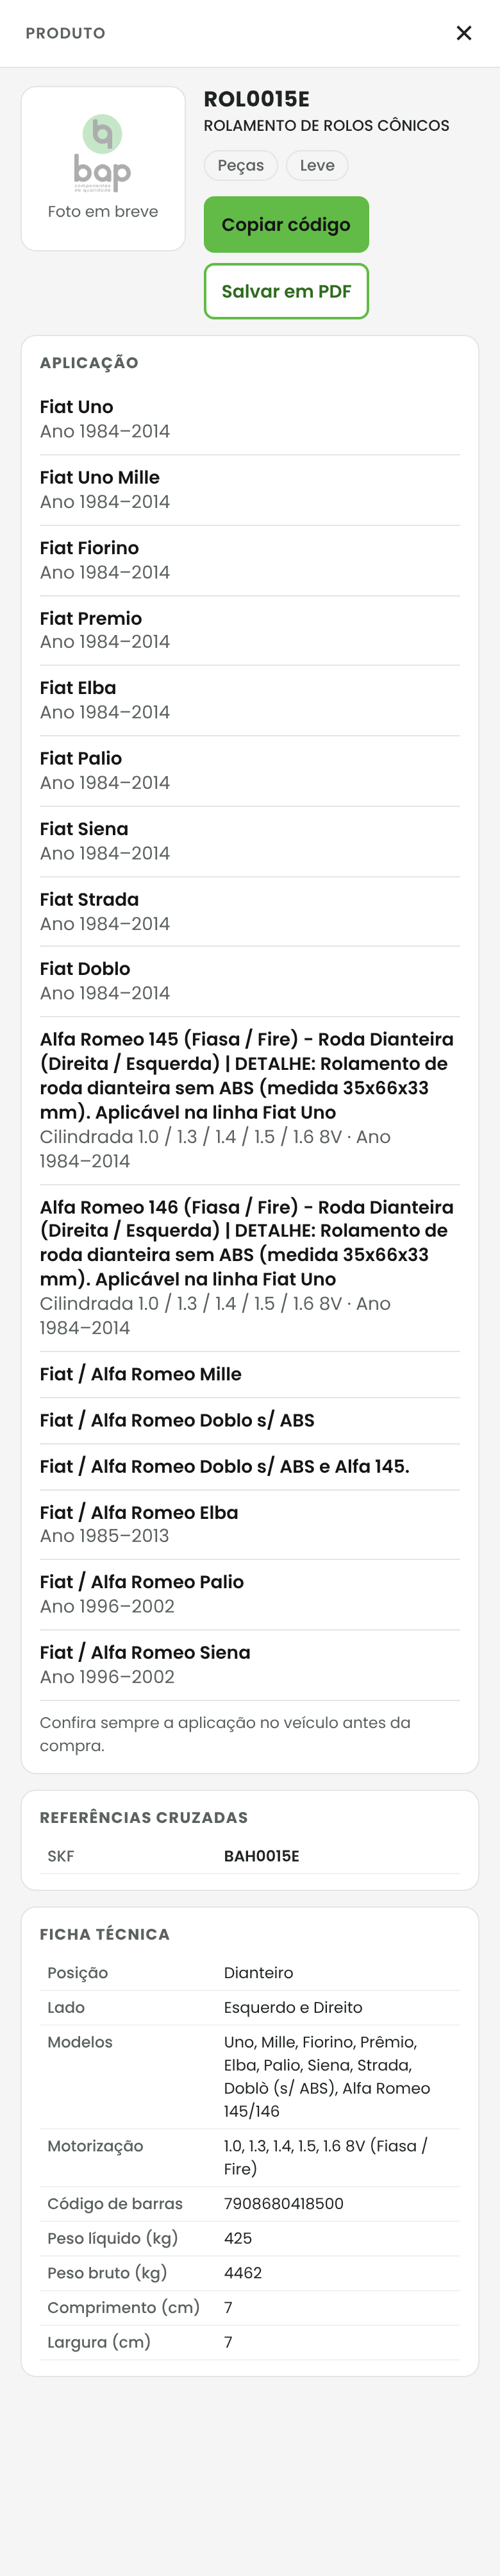 PRODUTO
ROL0015E
ROLAMENTO DE ROLOS CÔNICOS
Peças
Leve
bap
componentes
de qualidade
Foto em breve
Copiar código
Salvar em PDF
APLICAÇÃO
Fiat Uno
Ano 1984–2014
Fiat Uno Mille
Ano 1984–2014
Fiat Fiorino
Ano 1984–2014
Fiat Premio
Ano 1984–2014
Fiat Elba
Ano 1984–2014
Fiat Palio
Ano 1984–2014
Fiat Siena
Ano 1984–2014
Fiat Strada
Ano 1984–2014
Fiat Doblo
Ano 1984–2014
Alfa Romeo 145 (Fiasa / Fire) - Roda Dianteira
(Direita / Esquerda) | DETALHE: Rolamento de
roda dianteira sem ABS (medida 35x66x33
mm). Aplicável na linha Fiat Uno
Cilindrada 1.0 / 1.3 / 1.4 / 1.5 / 1.6 8V · Ano
1984–2014
Alfa Romeo 146 (Fiasa / Fire) - Roda Dianteira
(Direita / Esquerda) | DETALHE: Rolamento de
roda dianteira sem ABS (medida 35x66x33
mm). Aplicável na linha Fiat Uno
Cilindrada 1.0 / 1.3 / 1.4 / 1.5 / 1.6 8V · Ano
1984–2014
Fiat / Alfa Romeo Mille
Fiat / Alfa Romeo Doblo s/ ABS
Fiat / Alfa Romeo Doblo s/ ABS e Alfa 145.
Fiat / Alfa Romeo Elba
Ano 1985–2013
Fiat / Alfa Romeo Palio
Ano 1996–2002
Fiat / Alfa Romeo Siena
Ano 1996–2002
Confira sempre a aplicação no veículo antes da
compra.
REFERÊNCIAS CRUZADAS
SKF BAH0015E
FICHA TÉCNICA
Posição Dianteiro
Lado Esquerdo e Direito
Modelos Uno, Mille, Fiorino, Prêmio,
Elba, Palio, Siena, Strada,
Doblò (s/ ABS), Alfa Romeo
145/146
Motorização 1.0, 1.3, 1.4, 1.5, 1.6 8V (Fiasa /
Fire)
Código de barras 7908680418500
Peso líquido (kg) 425
Peso bruto (kg) 4462
Comprimento (cm) 7
Largura (cm) 7